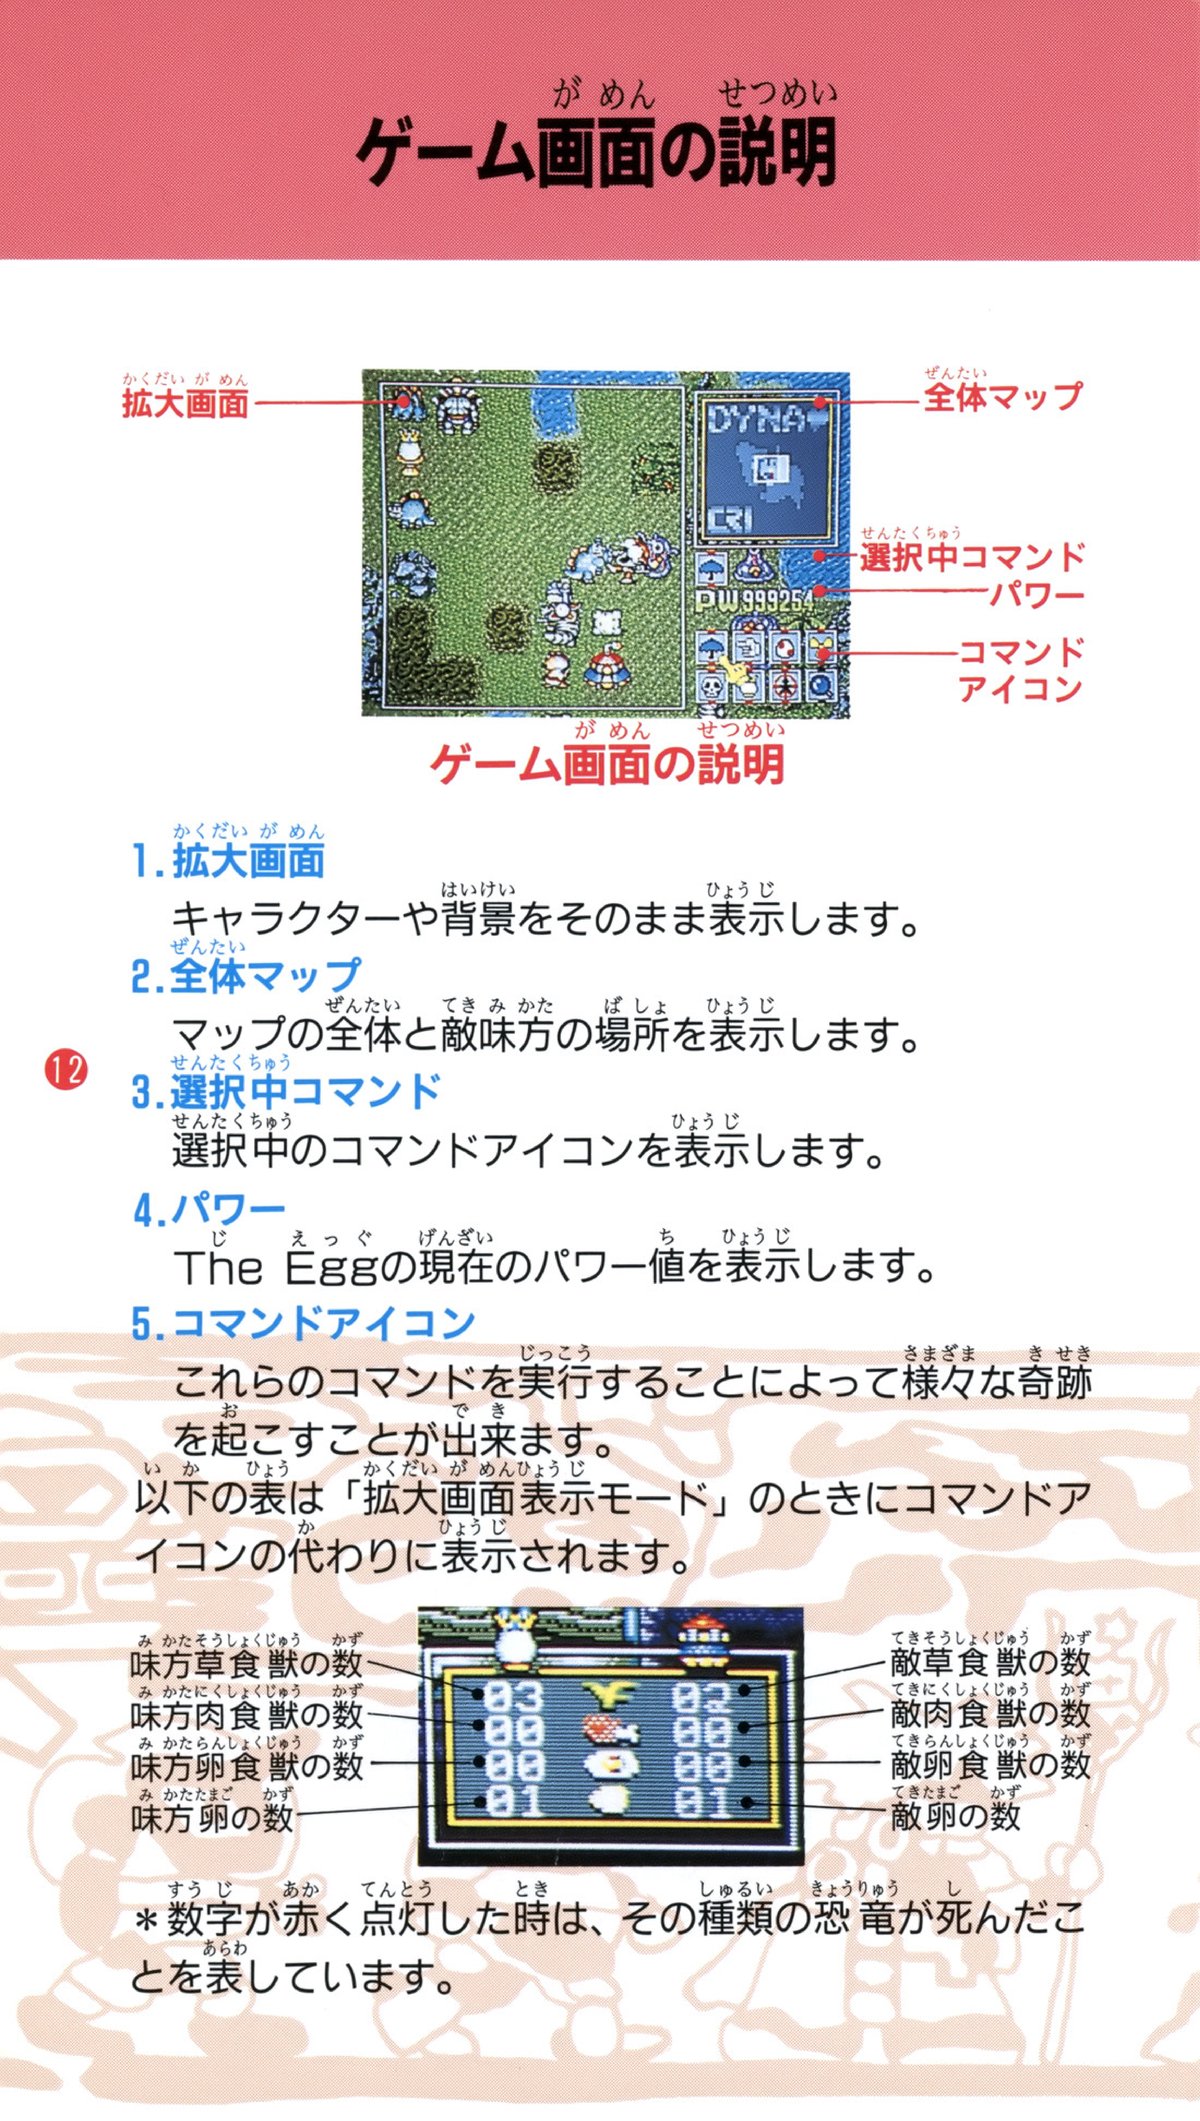 ゲーム画面の説明
拡大画面
全体マップ
DYNA
CRI
選択中コマンド
PW999254
パワー
コマンド
アイコン
ゲーム画面の説明
1.拡大画面
キャラクターや背景をそのまま表示します。
2.全体マップ
マップの全体と敵味方の場所を表示します。
12
3.選択中コマンド
選択中のコマンドアイコンを表示します。
4.パワー
The Eggの現在のパワー値を表示します。
5.コマンドアイコン
これらのコマンドを実行することによって様々な奇跡
を起こすことが出来ます。
以下の表は「拡大画面表示モード」のときにコマンドア
イコンの代わりに表示されます。
味方草食獣の数
03 02
敵草食獣の数
味方肉食獣の数
00 00
敵肉食獣の数
味方卵食獣の数
00 00
敵卵食獣の数
味方卵の数
01 01
敵卵の数
＊数字が赤く点灯した時は、その種類の恐竜が死んだこ
とを表しています。